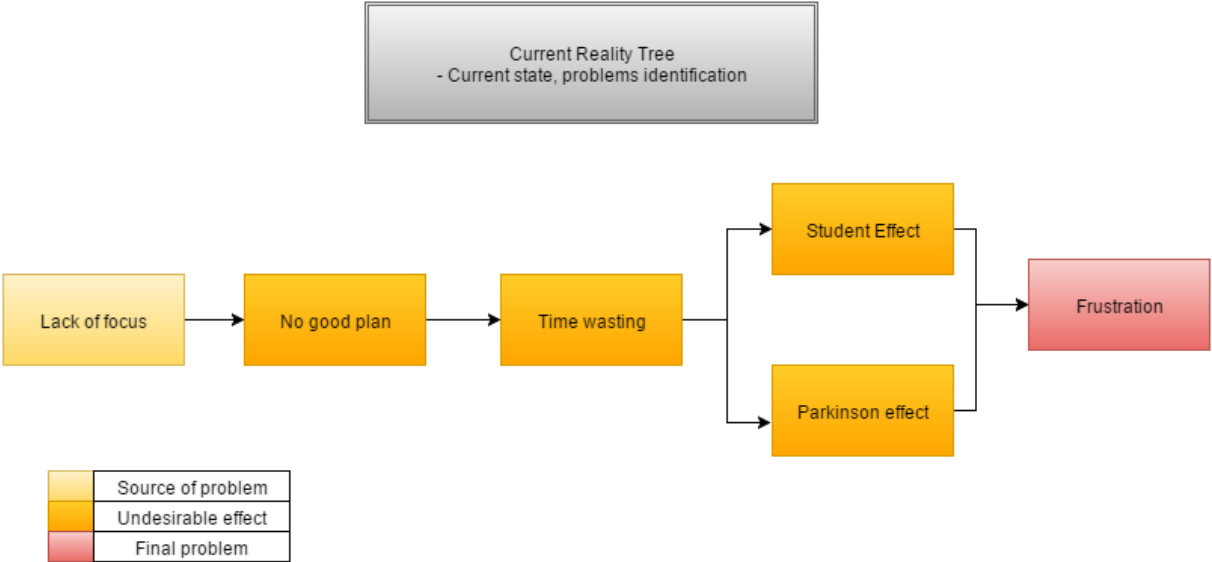 Current Reality Tree
- Current state, problems identification
Student Effect
Lack of focus
No good plan
Time wasting
Frustration
Parkinson effect
Source of problem
Undesirable effect
Final problem